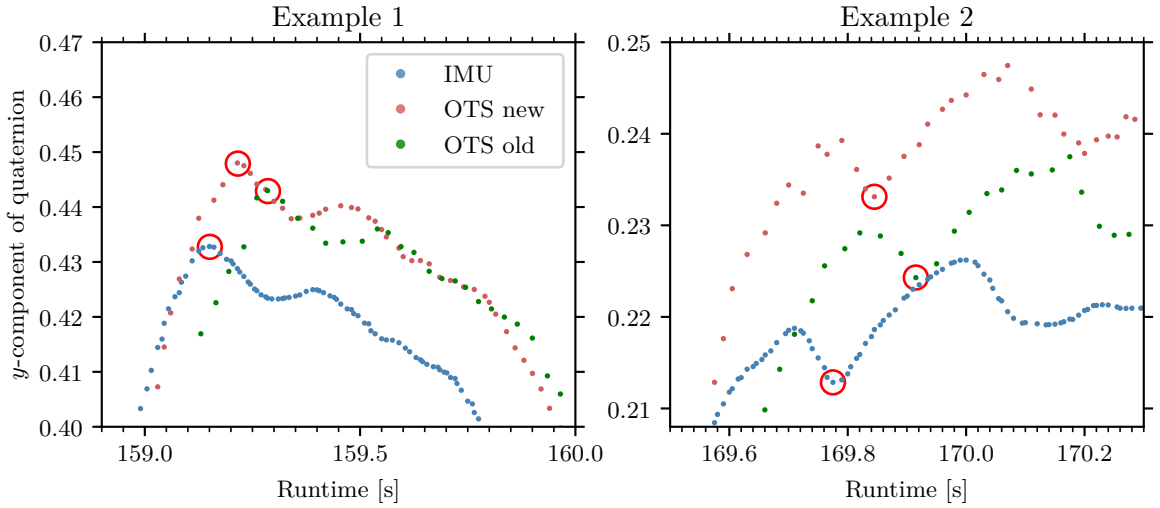 Example 1
Example 2
y-component of quaternion
0.47
0.46
0.45
0.44
0.43
0.42
0.41
0.40
IMU
OTS new
OTS old
159.0
159.5
160.0
Runtime [s]
0.25
0.24
0.23
0.22
0.21
169.6
169.8
170.0
170.2
Runtime [s]